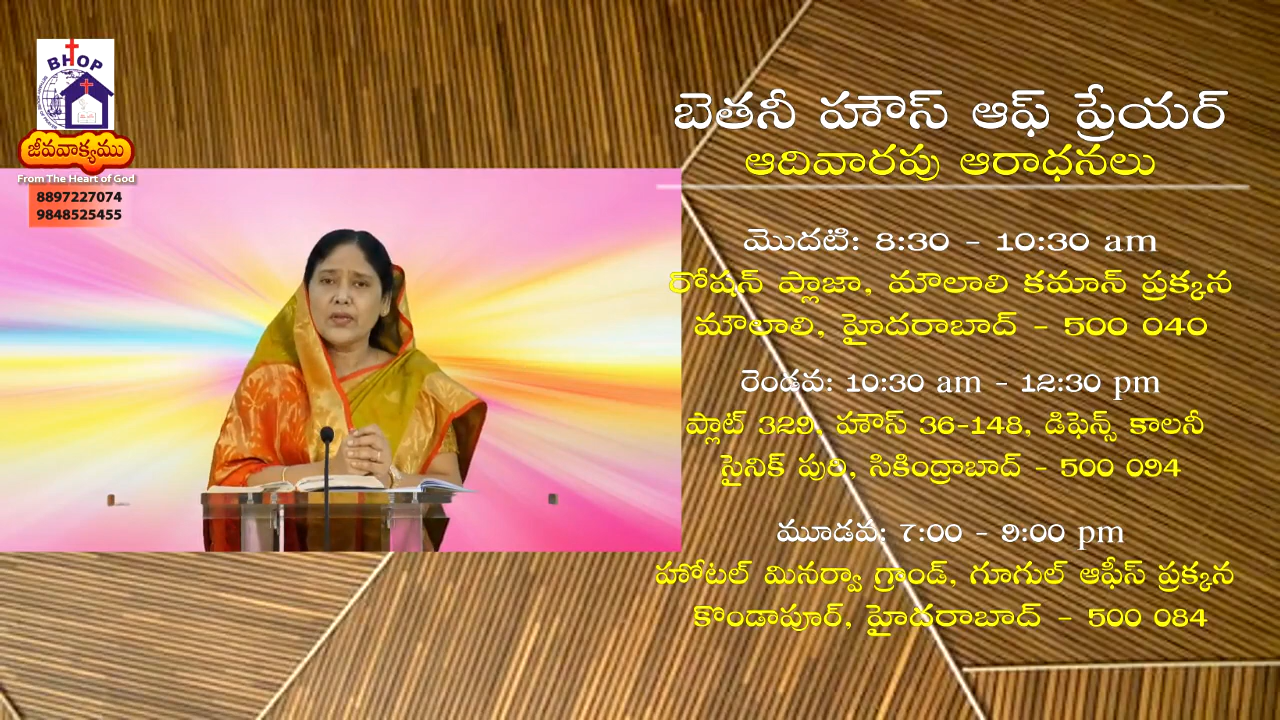 BHOP
జీవవాక్యము
From The Heart of God
8897227074
9848525455
బెతనీ హౌస్ ఆఫ్ ప్రేయర్
ఆదివారపు ఆరాధనలు
మొదటి: 8:30 - 10:30 am
రోషన్ ప్లాజా, మౌలాలి కమాన్ ప్రక్కన
మౌలాలి, హైదరాబాద్ - 500 040
రెండవ: 10:30 am - 12:30 pm
ప్లాట్ 329, హౌస్ 36-148, డిఫెన్స్ కాలనీ
సైనిక్ పురి, సికింద్రాబాద్ - 500 094
మూడవ: 7:00 - 9:00 pm
హోటల్ మినర్వా గ్రాండ్, గూగుల్ ఆఫీస్ ప్రక్కన
కొండాపూర్, హైదరాబాద్ - 500 084